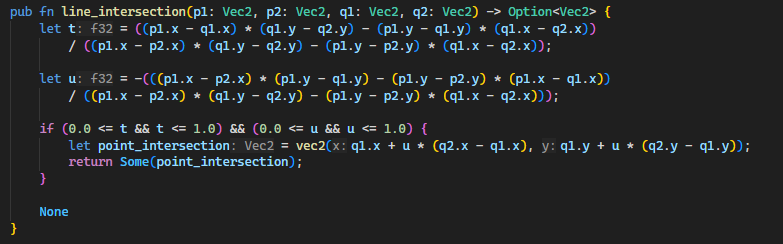 pub fn line_intersection(p1: Vec2, p2: Vec2, q1: Vec2, q2: Vec2) -> Option<Vec2> {
let t: f32 = ((p1.x - q1.x) * (q1.y - q2.y) - (p1.y - q1.y) * (q1.x - q2.x))
/ ((p1.x - p2.x) * (q1.y - q2.y) - (p1.y - p2.y) * (q1.x - q2.x));
let u: f32 = -(((p1.x - p2.x) * (p1.y - q1.y) - (p1.y - p2.y) * (p1.x - q1.x))
/ ((p1.x - p2.x) * (q1.y - q2.y) - (p1.y - p2.y) * (q1.x - q2.x)));
if (0.0 <= t && t <= 1.0) && (0.0 <= u && u <= 1.0) {
let point_intersection: Vec2 = vec2(x: q1.x + u * (q2.x - q1.x), y: q1.y + u * (q2.y - q1.y));
return Some(point_intersection);
}
None
}